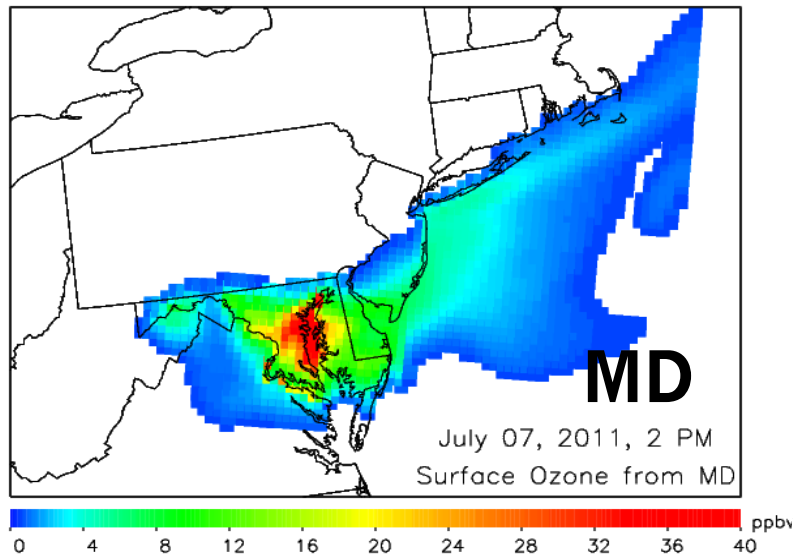 MD
July 07, 2011, 2 PM
Surface Ozone from MD
ppbv
0 4 8 12 16 20 24 28 32 36 40